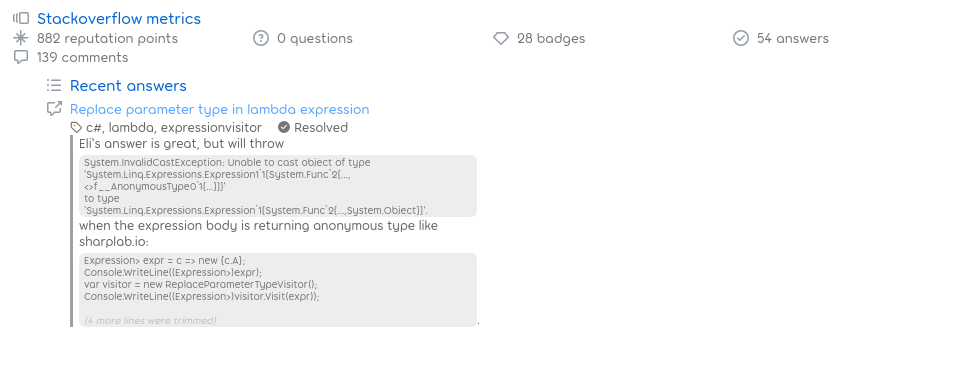 Stackoverflow metrics
882 reputation points 0 questions 28 badges 54 answers
139 comments
Recent answers
Replace parameter type in lambda expression
c#, lambda, expressionvisitor Resolved
Eli's answer is great, but will throw
System.InvalidCastException: Unable to cast object of type
'System.Linq.Expressions.Expression1`1[System.Func`2[...,
<>f__AnonymousType0`1[...]]]'
to type
'System.Linq.Expressions.Expression`1[System.Func`2[...,System.Object]]'.
when the expression body is returning anonymous type like
sharplab.io:
Expression> expr = c => new {c.A};
Console.WriteLine((Expression>)expr);
var visitor = new ReplaceParameterTypeVisitor();
Console.WriteLine((Expression>)visitor.Visit(expr));
(4 more lines were trimmed)
.